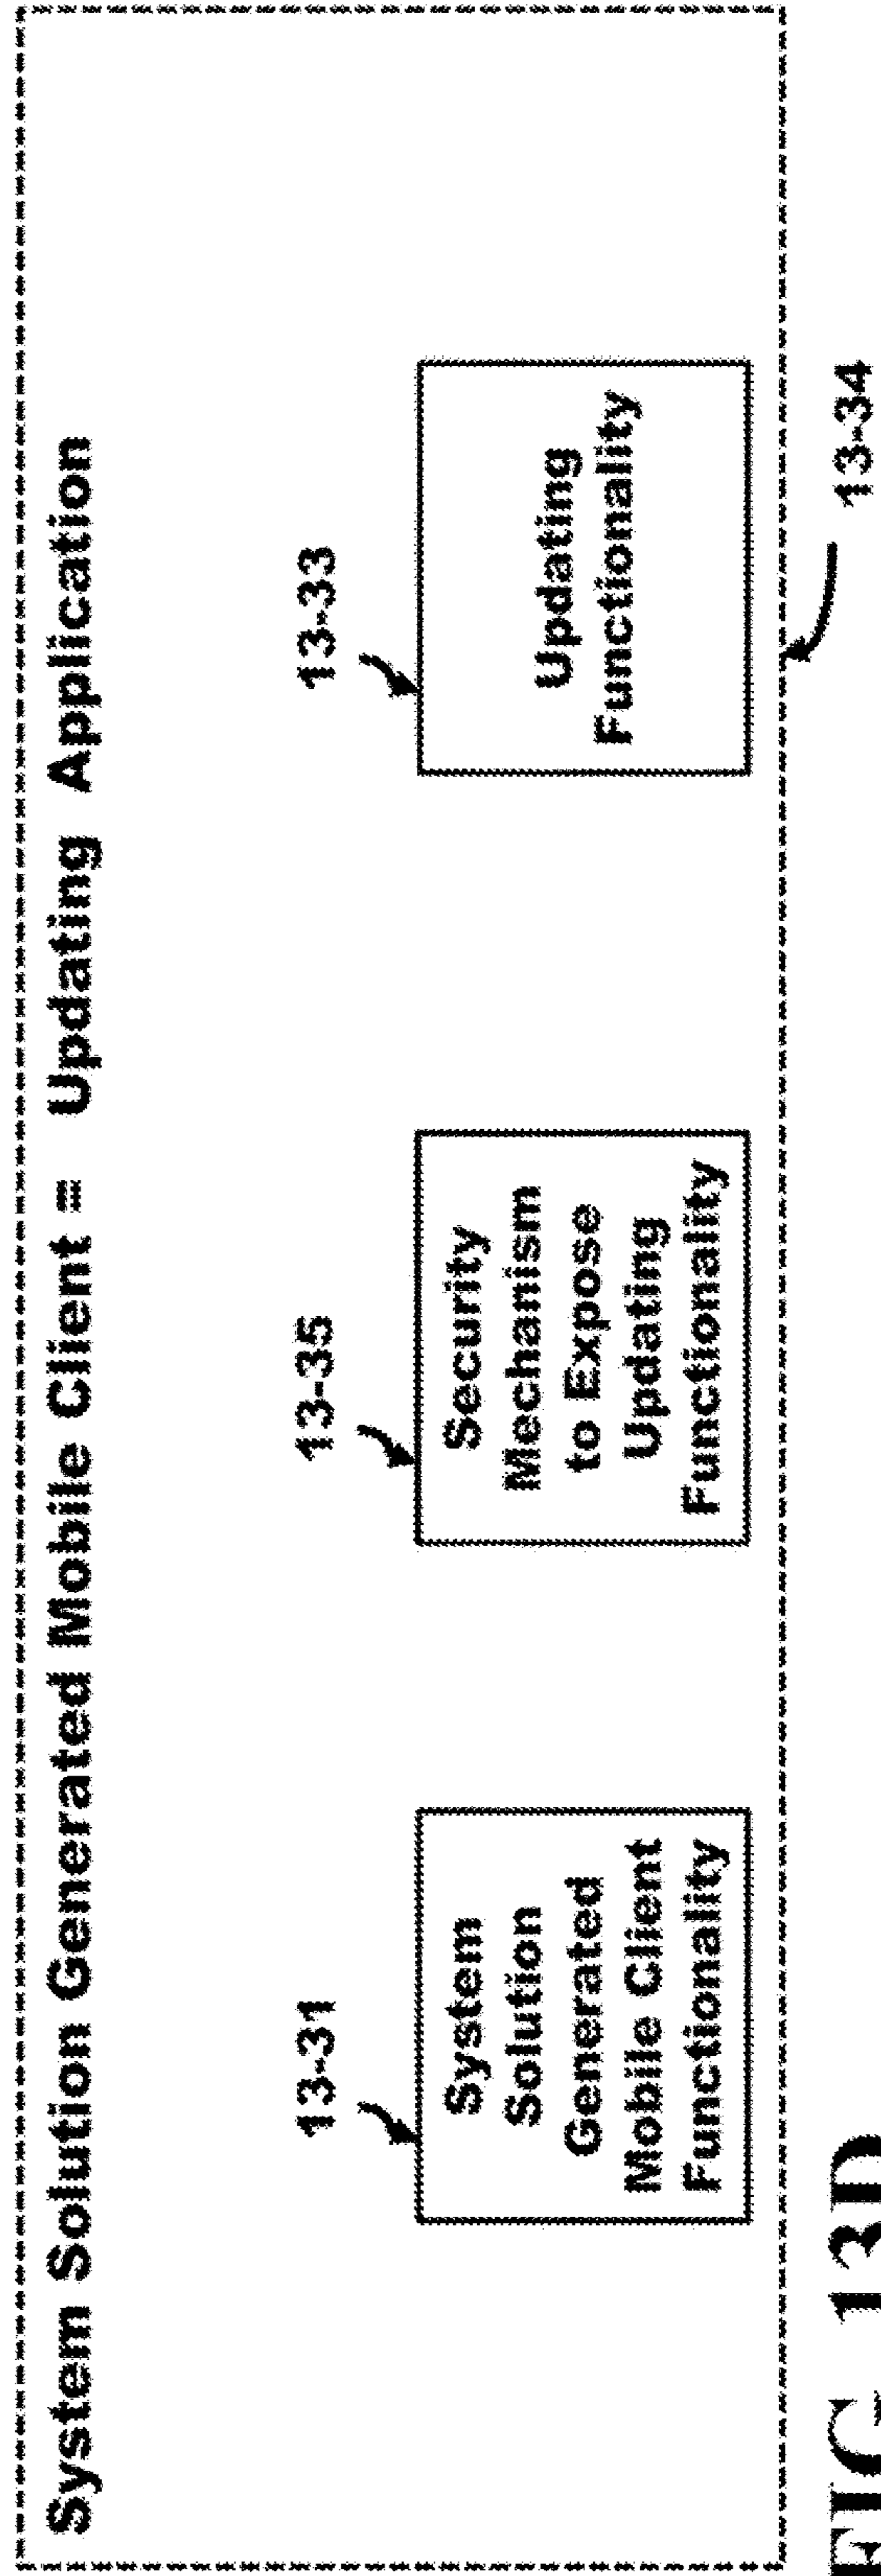 System Solution Generated Mobile Client = Updating Application
13-31
System
Solution
Generated
Mobile Client
Functionality
13-35
Security
Mechanism
to Expose
Updating
Functionality
13-33
Updating
Functionality
13-34
FIG 13D